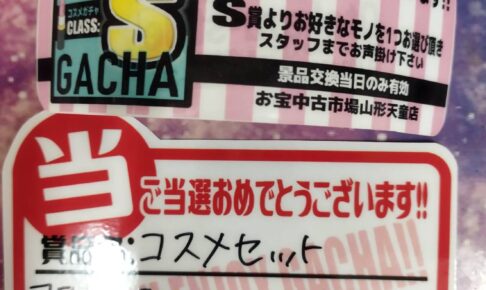 コスメガチャ
CLASS:
S
GACHA
S賞よりお好きなモノを1つお選び頂き
スタッフまでお声掛け下さい
景品交換当日のみ有効
お宝中古市場山形天童店
当
ご当選おめでとうございます!!
コスメセット
GACHA!!